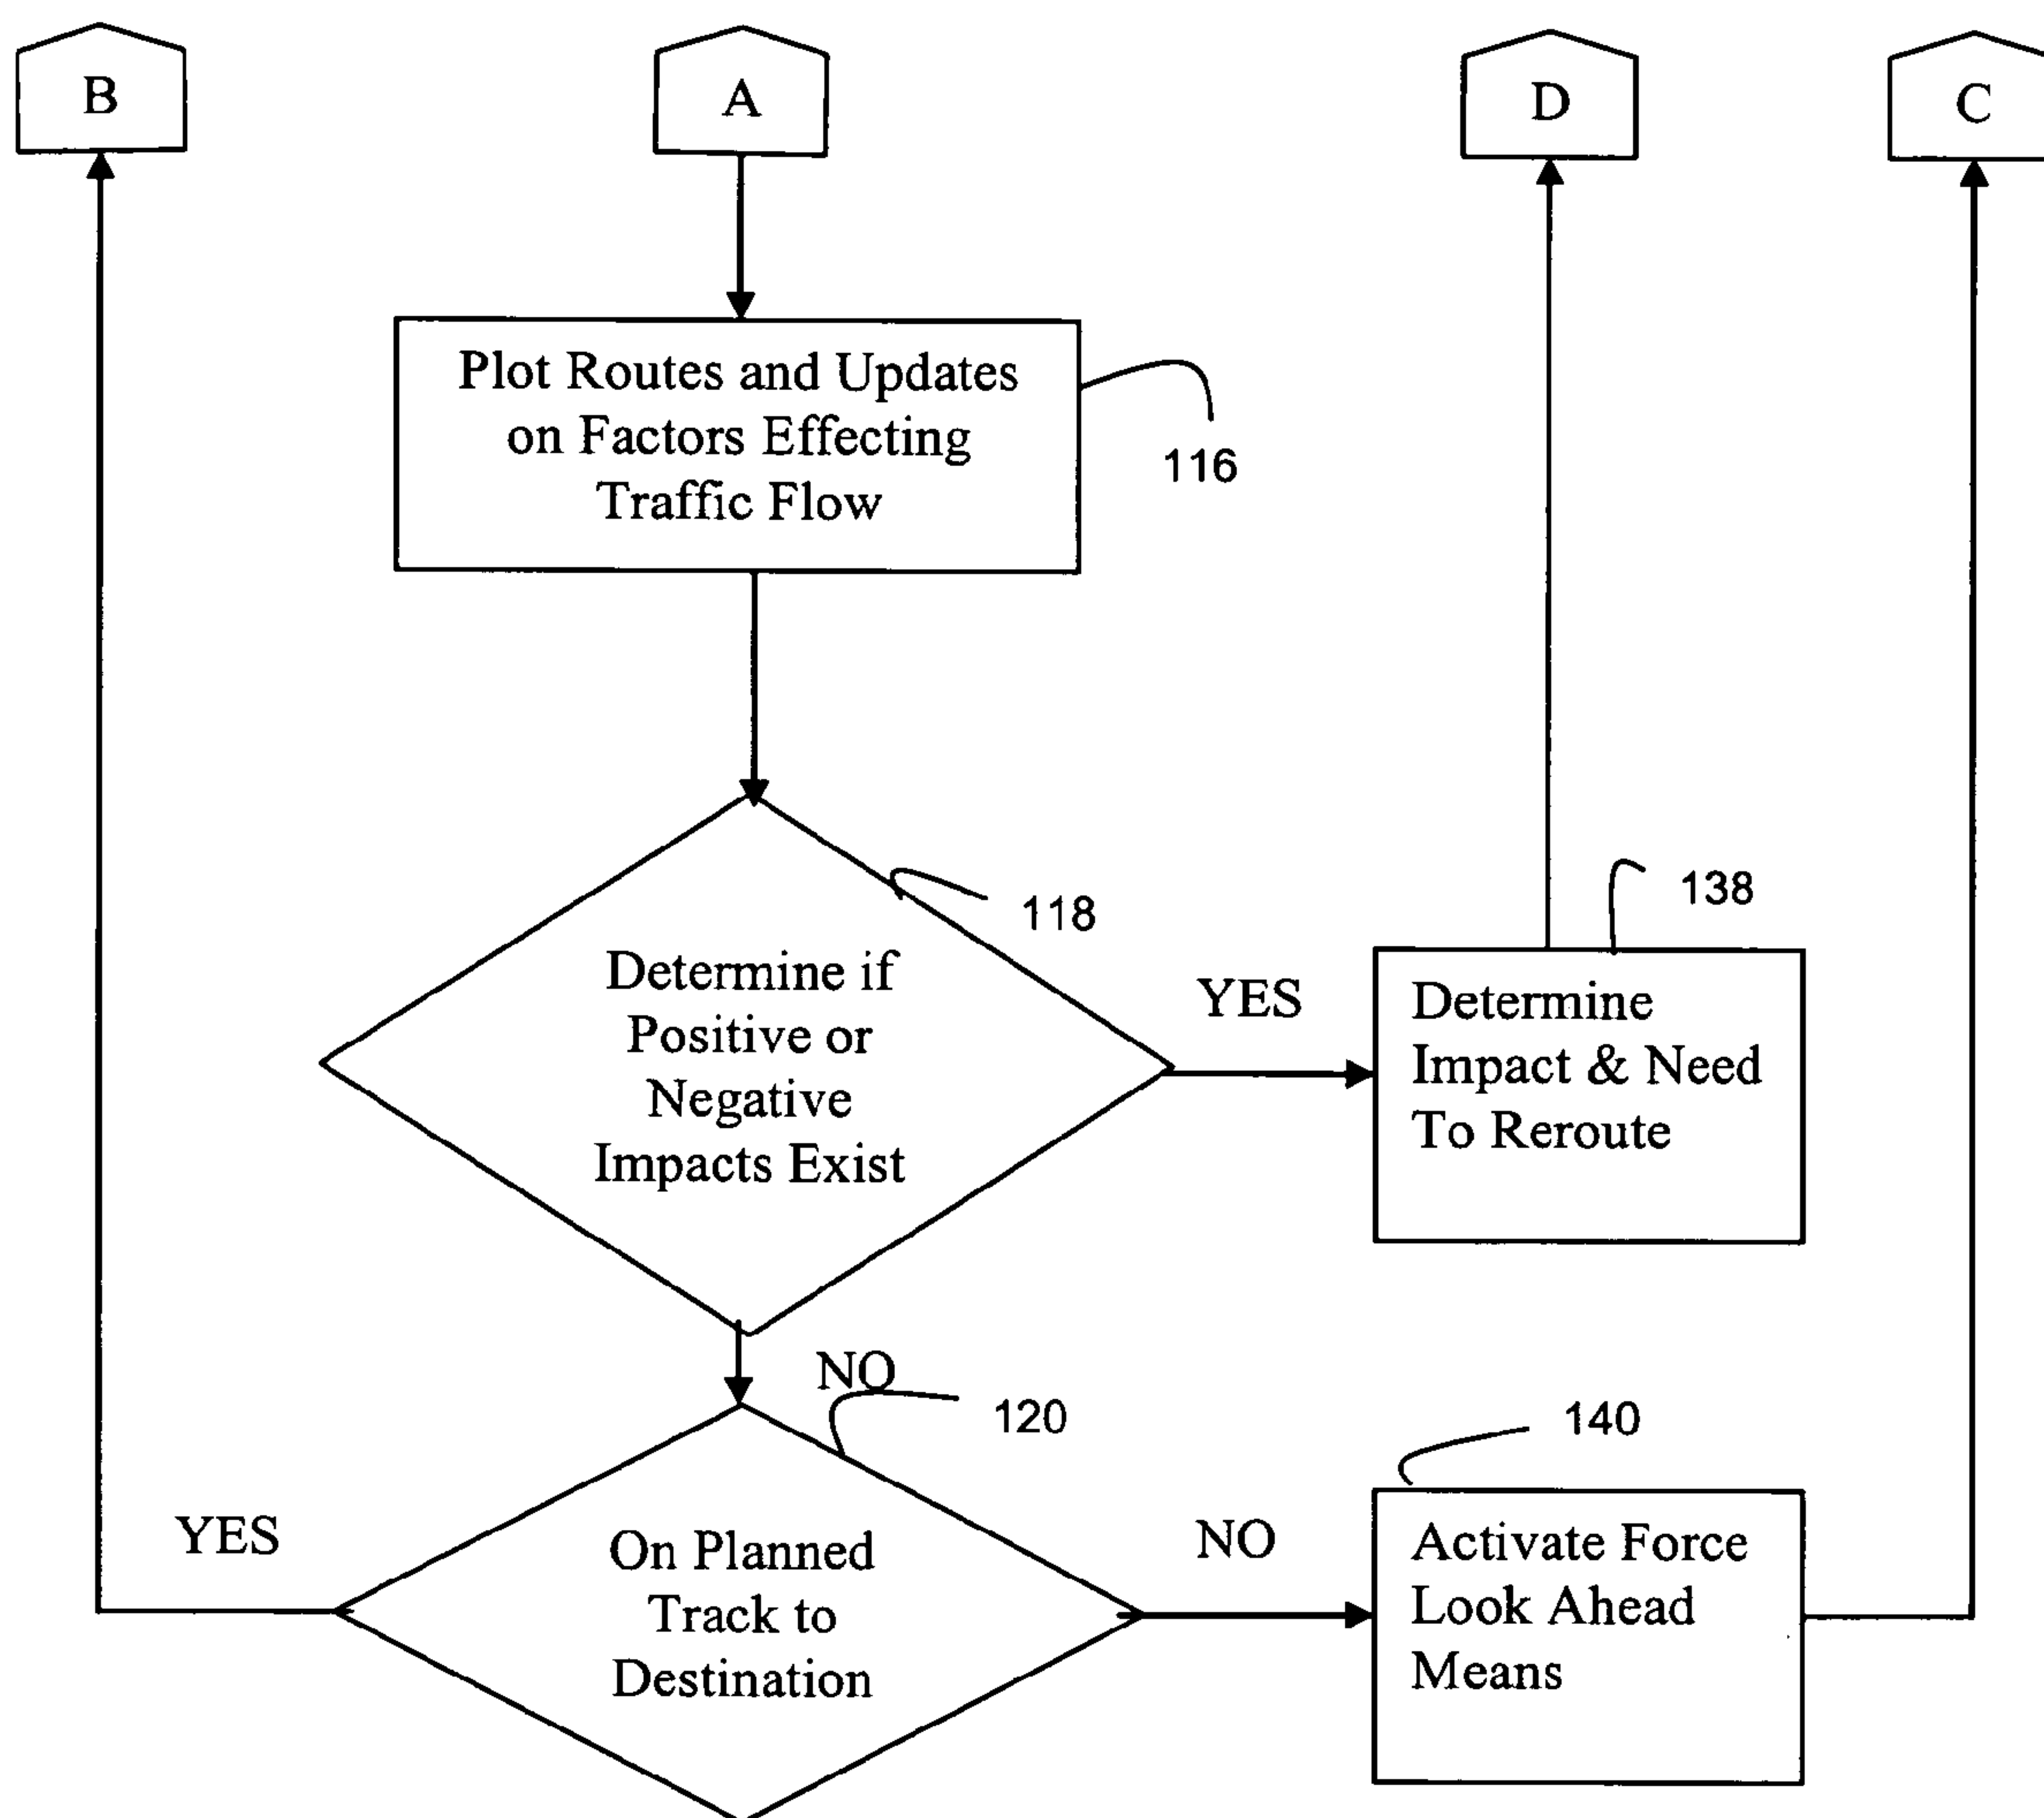 B
A
D
C
Plot Routes and Updates
on Factors Effecting
Traffic Flow
116
118
138
Determine if
Positive or
Negative
Impacts Exist
YES
Determine
Impact & Need
To Reroute
NO
120
140
YES
On Planned
Track to
Destination
NO
Activate Force
Look Ahead
Means